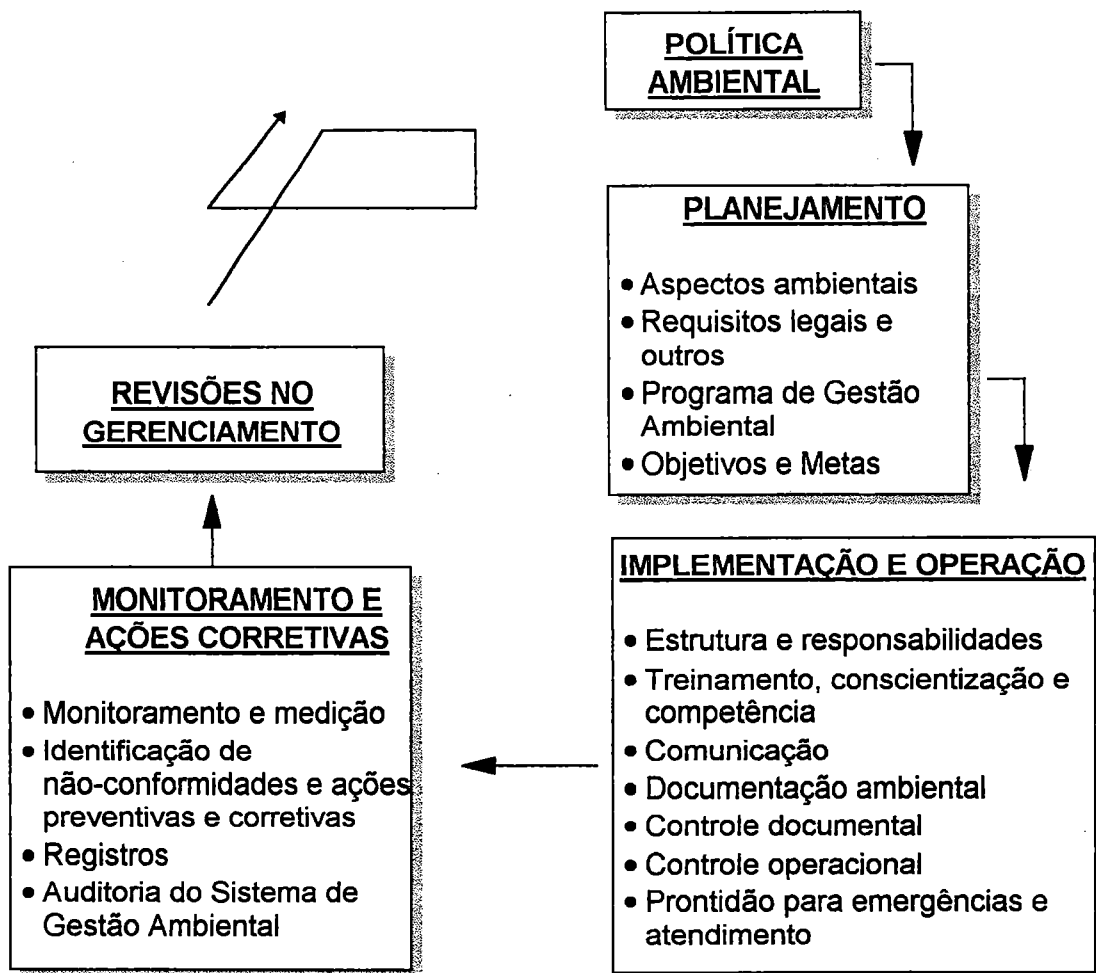 POLÍTICA
AMBIENTAL
PLANEJAMENTO
• Aspectos ambientais
• Requisitos legais e
outros
• Programa de Gestão
Ambiental
• Objetivos e Metas
IMPLEMENTAÇÃO E OPERAÇÃO
• Estrutura e responsabilidades
• Treinamento, conscientização e
competência
• Comunicação
• Documentação ambiental
• Controle documental
• Controle operacional
• Prontidão para emergências e
atendimento
MONITORAMENTO E
AÇÕES CORRETIVAS
• Monitoramento e medição
• Identificação de
não-conformidades e ações
preventivas e corretivas
• Registros
• Auditoria do Sistema de
Gestão Ambiental
REVISÕES NO
GERENCIAMENTO